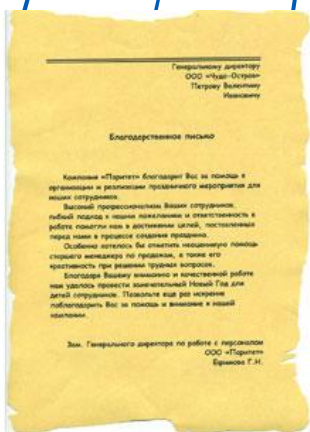 Генеральному директору
ООО «Чудо-Остров»
Петрову Валентину
Ивановичу
Благодарственное письмо
Компания «Паритет» благодарит Вас за помощь в
организации и реализации праздничного мероприятия для
наших сотрудников.
Высокий профессионализм Ваших сотрудников,
гибкий подход к нашим пожеланиям и ответственность в
работе помогли нам в достижении целей, поставленных
перед нами в процессе создания праздника.
Особенно хотелось бы отметить неоценимую помощь
старшего менеджера по продажам, а также его
креативность при решении трудных вопросов.
Благодаря Вашему вниманию и качественной работе
нам удалось провести замечательный Новый Год для
детей сотрудников. Позвольте еще раз искренне
поблагодарить Вас за помощь и внимание к нашей
компании.
Зам. Генерального директора по работе с персоналом
ООО «Паритет»
Ефимова Г.Н.